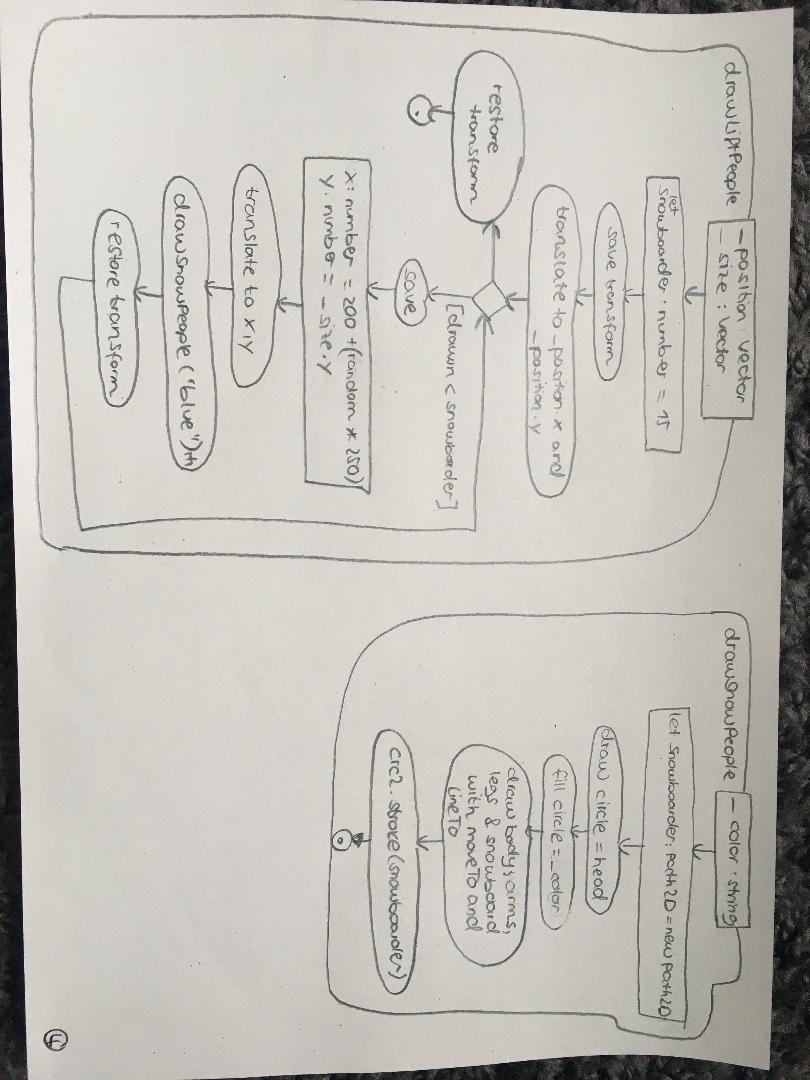 drawLiftPeople
_position: vector
_size: vector
let
snowboarder: number = 15
save transform
translate to _position.x and
_position.y
restore
transform
[drawn < snowboarder]
save
x: number = 200 + (random * 250)
y: number = _size.y
translate to x,y
drawSnowPeople ("blue")
restore transform
drawSnowPeople
_color: string
let snowboarder: path2D = new path2D
draw circle = head
fill circle = _color
draw body, arms,
legs & snowboard
with moveTo and
lineTo
crc2.stroke(snowboarder)
4